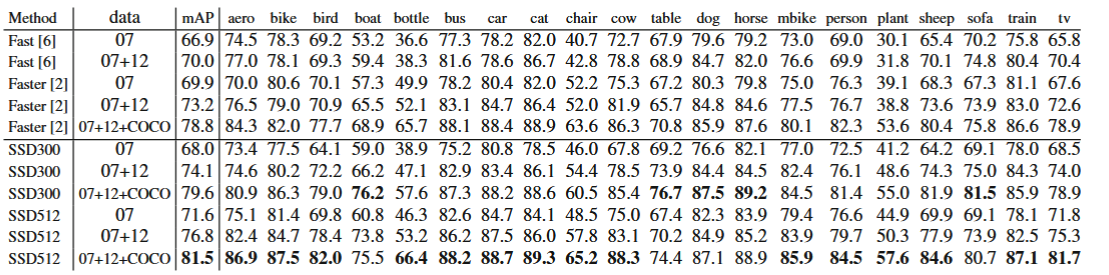 Method data mAP aero bike bird boat bottle bus car cat chair cow table dog horse mbike person plant sheep sofa train tv
Fast [6] 07 66.9 74.5 78.3 69.2 53.2 36.6 77.3 78.2 82.0 40.7 72.7 67.9 79.6 79.2 73.0 69.0 30.1 65.4 70.2 75.8 65.8
Fast [6] 07+12 70.0 77.0 78.1 69.3 59.4 38.3 81.6 78.6 86.7 42.8 78.8 68.9 84.7 82.0 76.6 69.9 31.8 70.1 74.8 80.4 70.4
Faster [2] 07 69.9 70.0 80.6 70.1 57.3 49.9 78.2 80.4 82.0 52.2 75.3 67.2 80.3 79.8 75.0 76.3 39.1 68.3 67.3 81.1 67.6
Faster [2] 07+12 73.2 76.5 79.0 70.9 65.5 52.1 83.1 84.7 86.4 52.0 81.9 65.7 84.8 84.6 77.5 76.7 38.8 73.6 73.9 83.0 72.6
Faster [2] 07+12+COCO 78.8 84.3 82.0 77.7 68.9 65.7 88.1 88.4 88.9 63.6 86.3 70.8 85.9 87.6 80.1 82.3 53.6 80.4 75.8 86.6 78.9
SSD300 07 68.0 73.4 77.5 64.1 59.0 38.9 75.2 80.8 78.5 46.0 67.8 69.2 76.6 82.1 77.0 72.5 41.2 64.2 69.1 78.0 68.5
SSD300 07+12 74.1 74.6 80.2 72.2 66.2 47.1 82.9 83.4 86.1 54.4 78.5 73.9 84.4 84.5 82.4 76.1 48.6 74.3 75.0 84.3 74.0
SSD300 07+12+COCO 79.6 80.9 86.3 79.0 76.2 57.6 87.3 88.2 88.6 60.5 85.4 76.7 87.5 89.2 84.5 81.4 55.0 81.9 81.5 85.9 78.9
SSD512 07 71.6 75.1 81.4 69.8 60.8 46.3 82.6 84.7 84.1 48.5 75.0 67.4 82.3 83.9 79.4 76.6 44.9 69.9 69.1 78.1 71.8
SSD512 07+12 76.8 82.4 84.7 78.4 73.8 53.2 86.2 87.5 86.0 57.8 83.1 70.2 84.9 85.2 83.9 79.7 50.3 77.9 73.9 82.5 75.3
SSD512 07+12+COCO 81.5 86.9 87.5 82.0 75.5 66.4 88.2 88.7 89.3 65.2 88.3 74.4 87.1 88.9 85.9 84.5 57.6 84.6 80.7 87.1 81.7